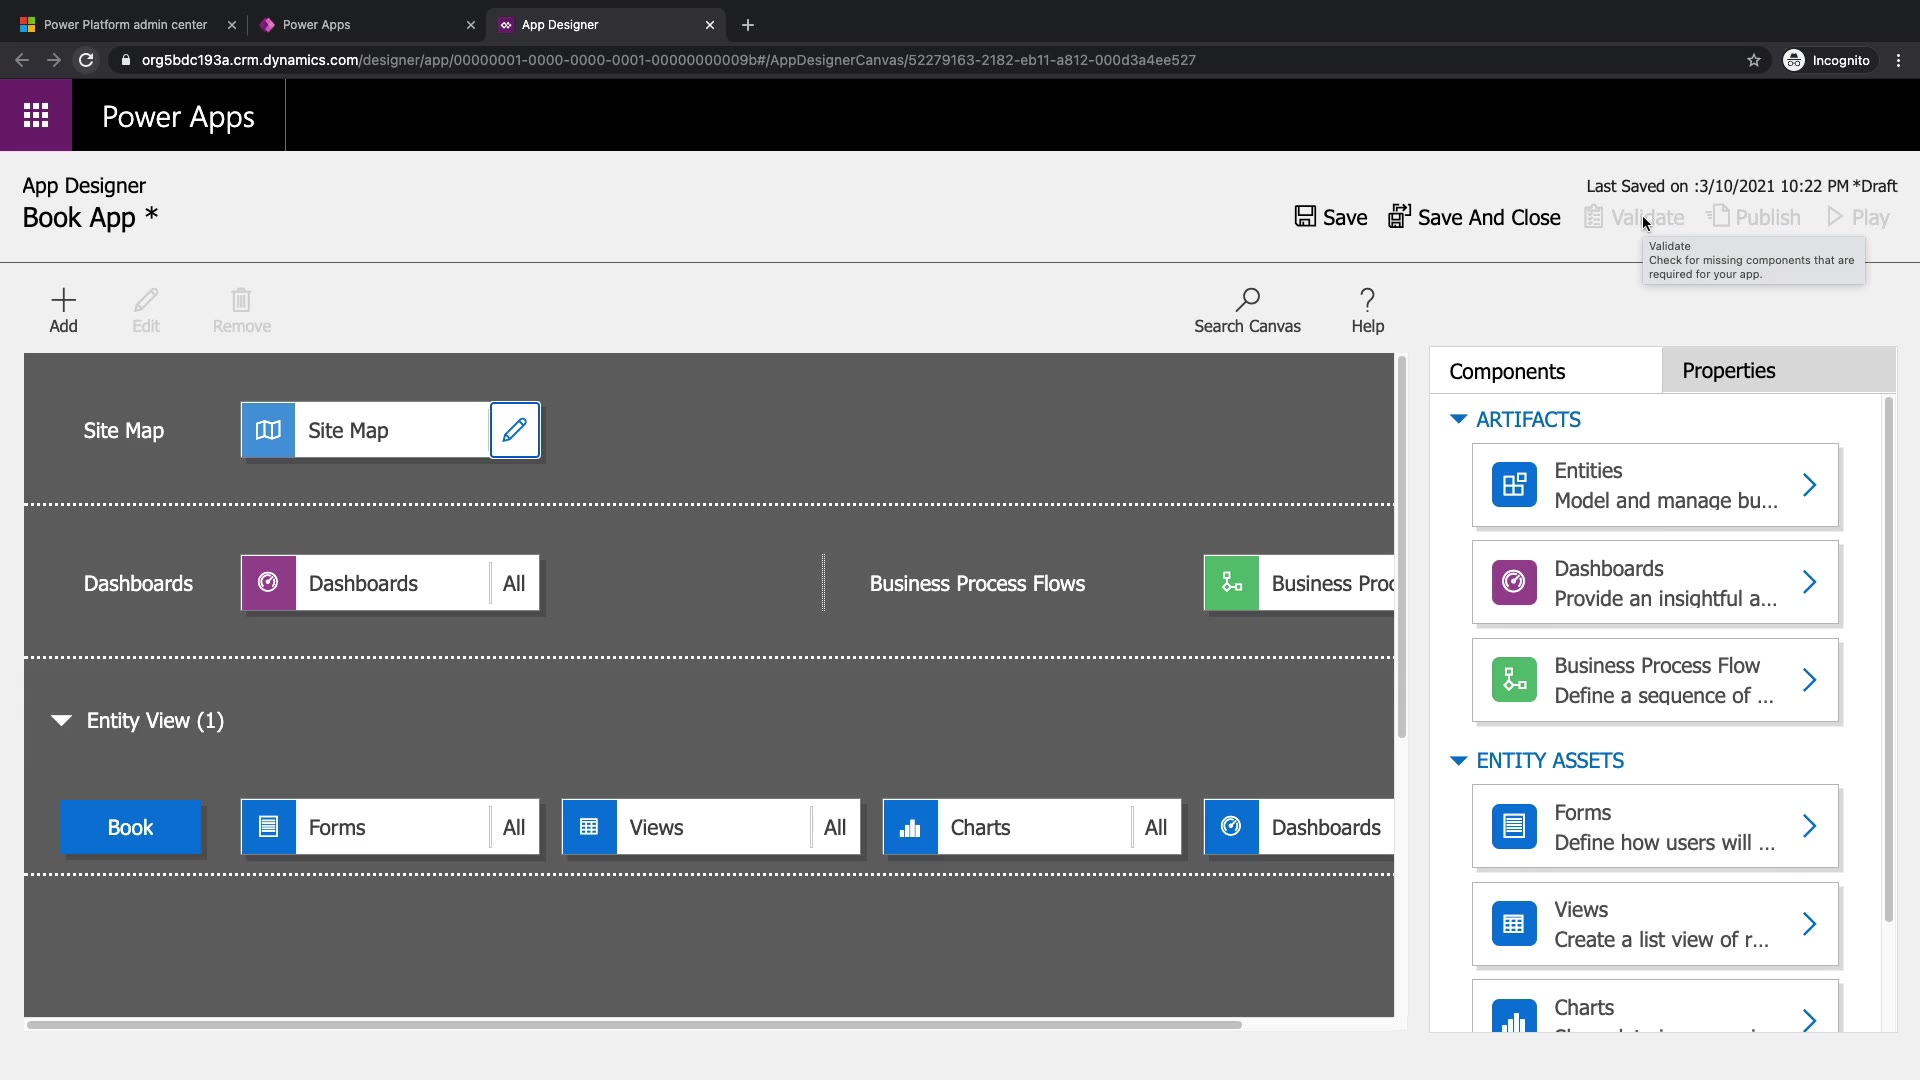 Power Platform admin center
Power Apps
App Designer
org5bdc193a.crm.dynamics.com/designer/app/00000001-0000-0000-0001-00000000009b#/AppDesignerCanvas/52279163-2182-eb11-a812-000d3a4ee527
Incognito
Power Apps
App Designer
Book App *
Last Saved on :3/10/2021 10:22 PM *Draft
Save
Save And Close
Validate
Publish
Play
Validate
Check for missing components that are
required for your app.
Add
Edit
Remove
Search Canvas
Help
Site Map
Site Map
Dashboards
Dashboards
All
Business Process Flows
Business Proc
Entity View (1)
Book
Forms
All
Views
All
Charts
All
Dashboards
Components
Properties
ARTIFACTS
Entities
Model and manage bu...
Dashboards
Provide an insightful a...
Business Process Flow
Define a sequence of ...
ENTITY ASSETS
Forms
Define how users will ...
Views
Create a list view of r...
Charts